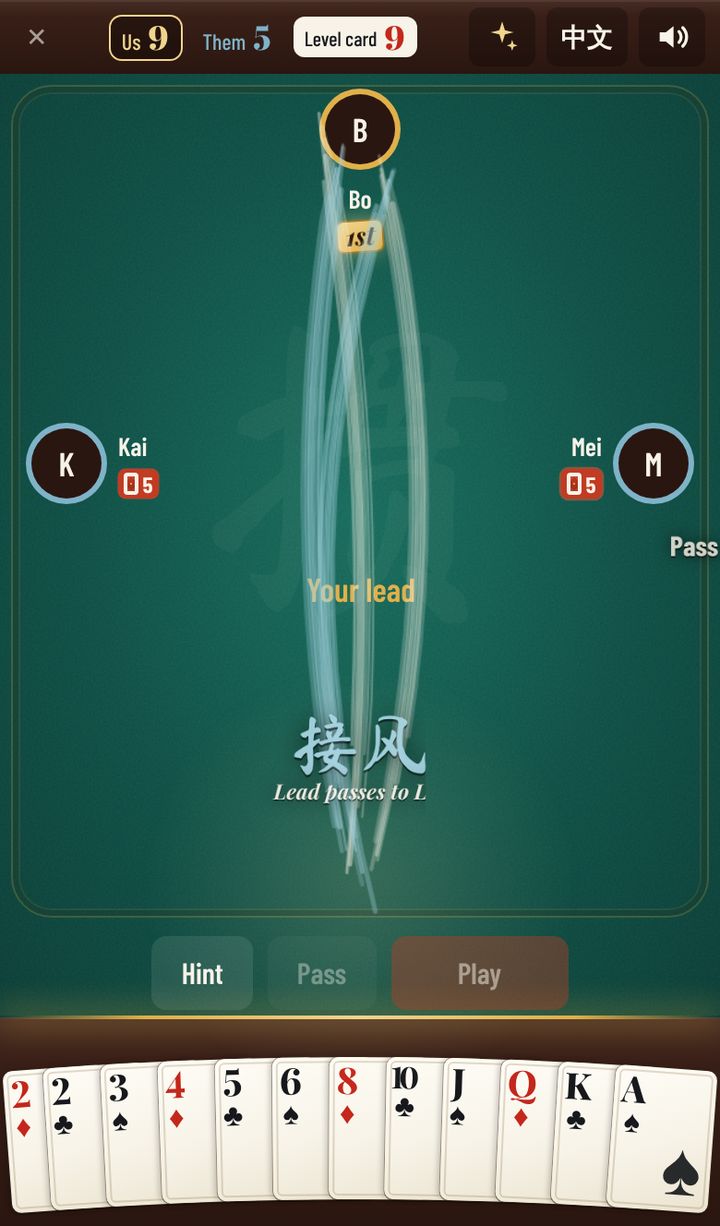 ✕ Us 9 Them 5 Level card 9 中文
B
Bo
1st
掼
K Kai 5
Mei 5 M
Pass
Your lead
接风
Lead passes to L
Hint Pass Play
2♦ 2♣ 3♠ 4♦ 5♣ 6♠ 8♦ 10♣ J♠ Q♦ K♣ A♠